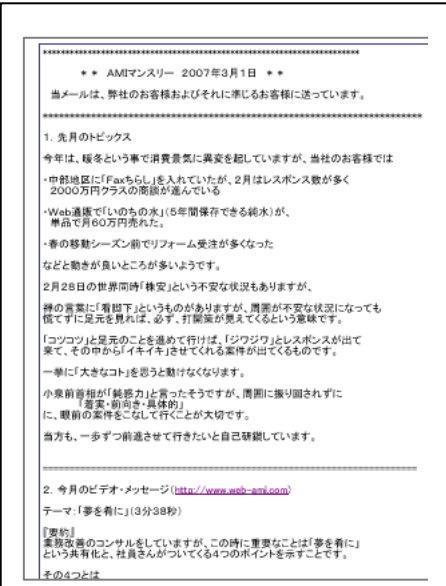 ************************************************************************
＊＊　AMIマンスリー　2007年3月1日　＊＊
当メールは、弊社のお客様およびそれに準じるお客様に送っています。
**************************************************************************************
1．先月のトピックス
今年は、暖冬という事で消費景気に異変を起していますが、当社のお客様では
・中部地区に「Faxちらし」を入れていたが、2月はレスポンス数が多く
2000万円クラスの商談が進んでいる
・Web通販で「いのちの水」（5年間保存できる純水）が、
単品で月60万円売れた。
・春の移動シーズン前でリフォーム受注が多くなった
などと動きが良いところが多いようです。
2月28日の世界同時「株安」という不安な状況もありますが、
禅の言葉に「看脚下」というものがありますが、周囲が不安な状況になっても
慌てずに足元を見れば、必ず、打開策が見えてくるという意味です。
「コツコツ」と足元のことを進めて行けば、「ジワジワ」とレスポンスが出て
来て、その中から「イキイキ」させてくれる案件が出てくるものです。
一挙に「大きなコト」を思うと動けなくなります。
小泉前首相が「鈍感力」と言ったそうですが、周囲に振り回されずに
「着実・前向き・具体的」
に、眼前の案件をこなして行くことが大切です。
当方も、一歩ずつ前進させて行きたいと自己研鑽しています。
==================================================
2．今月のビデオ・メッセージ（http://www.web-ami.com）
テーマ：「夢を肴に」（3分38秒）
『要約』
業務改善のコンサルをしていますが、この時に重要なことは「夢を肴に」
という共有化と、社員さんがついてくる4つのポイントを示すことです。
その4つとは